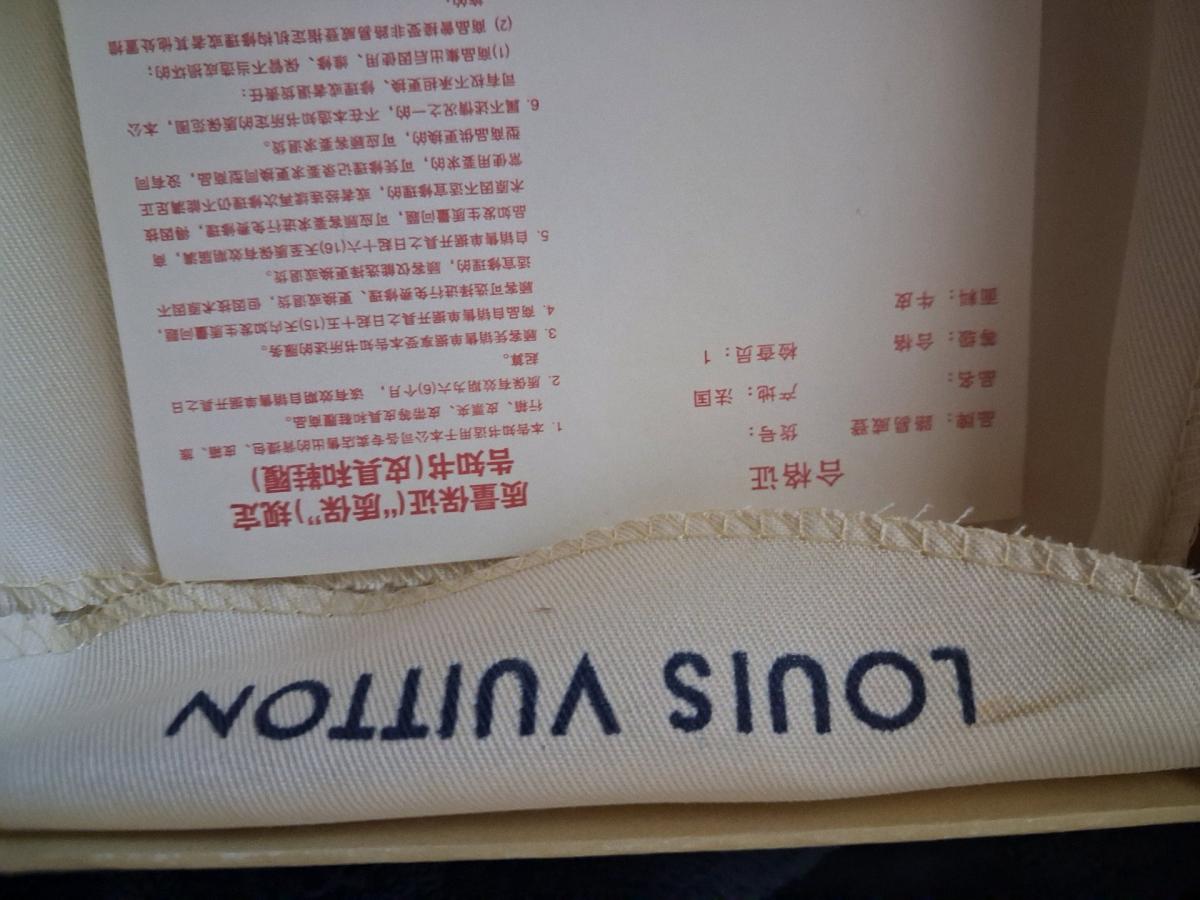 LOUIS VUITTON
合格证
品牌：路易威登
货号：
品名：
产地：法国
等级：合格
检查员：1
面料：牛皮
质量保证(“质保”)规定
告知书(皮具和鞋履)
1. 本告知书适用于本公司各专卖店售出的背提包、皮箱、旅
行箱、皮票夹、皮带等皮具和鞋履商品。
2. 质保有效期为六(6)个月，该有效期自销售单据开具之日
起算。
3. 顾客凭销售单据享受本告知书所述的服务。
4. 商品自销售单据开具之日起十五(15)天内如发生质量问题，
顾客可选择进行免费修理、更换或退货，但因技术原因不
适宜修理的，顾客仅能选择更换或退货。
5. 自销售单据开具之日起十六(16)天至质保有效期届满，商
品如发生质量问题，可应顾客要求进行免费修理，得因技
术原因不适宜修理的，或者经连续两次修理仍不能满足正
常使用要求的，可凭修理记录要求更换同型商品，没有同
型商品供更换的，可应顾客要求退货。
6. 属下述情况之一的，不在本告知书所定的质保范围，本公
司有权不承担更换、修理或者退货责任：
(1)商品售出后因使用、维修、保管不当造成损坏的；
(2) 商品曾接受非路易威登指定机构修理或者其他处置措